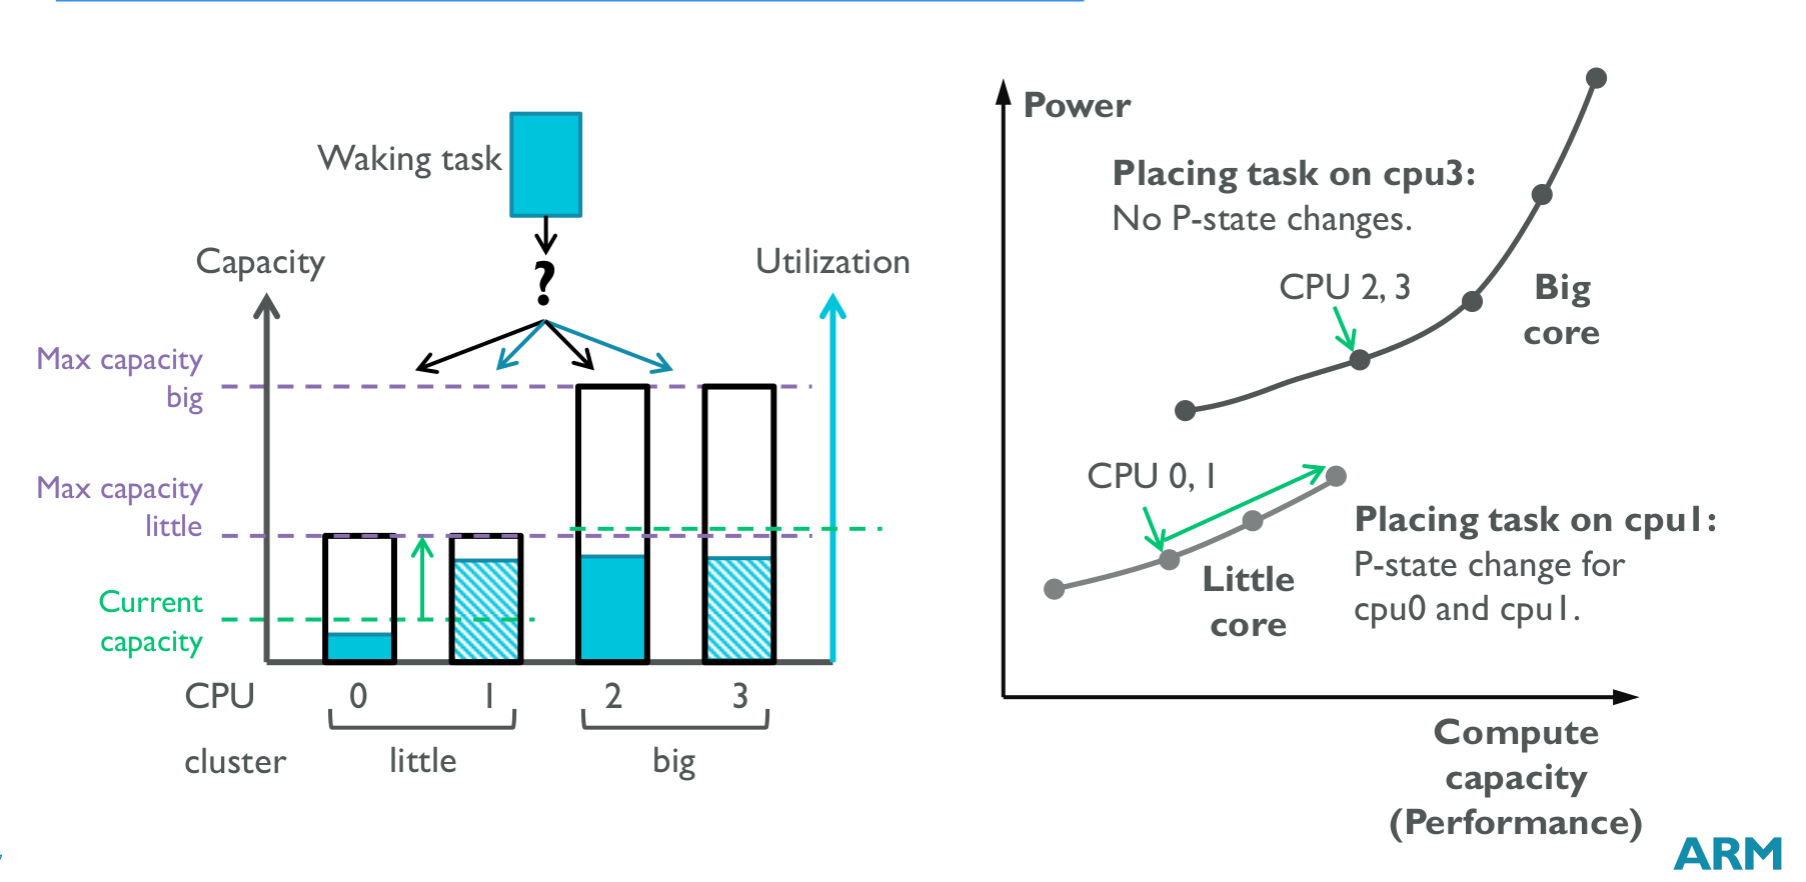 Waking task
?
Capacity
Utilization
Max capacity
big
Max capacity
little
Current
capacity
CPU 0 1 2 3
cluster little big
Power
Placing task on cpu3:
No P-state changes.
CPU 2, 3
Big
core
CPU 0, 1
Placing task on cpu1:
P-state change for
cpu0 and cpu1.
Little
core
Compute
capacity
(Performance)
ARM